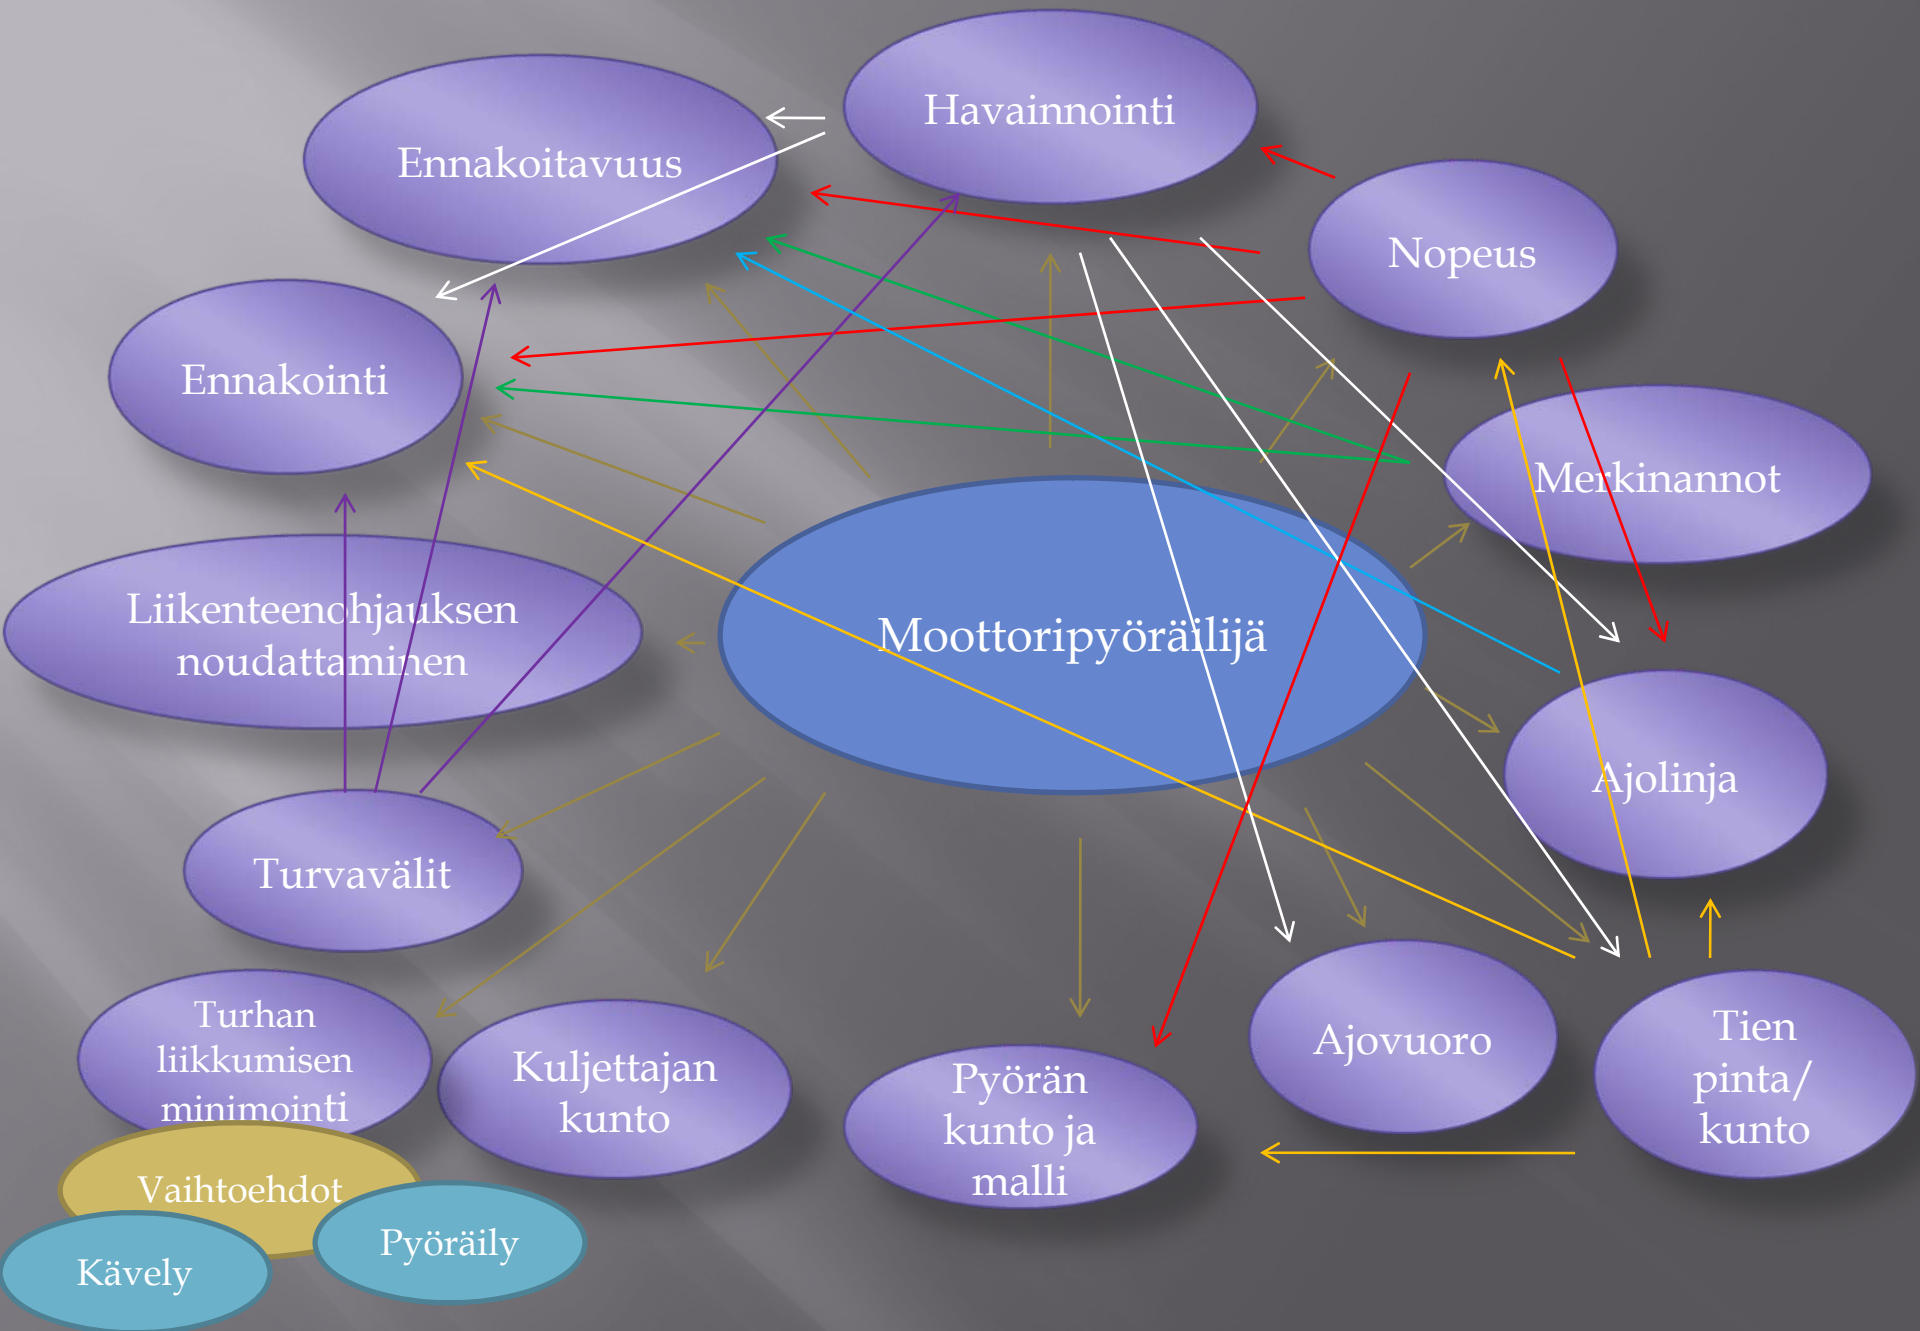 Havainnointi
Ennakoitavuus
Nopeus
Ennakointi
Merkinannot
Liikenteenohjauksen
noudattaminen
Moottoripyöräilijä
Ajolinja
Turvavälit
Turhan
liikkumisen
minimointi
Kuljettajan
kunto
Pyörän
kunto ja
malli
Ajovuoro
Tien
pinta/
kunto
Vaihtoehdot
Pyöräily
Kävely